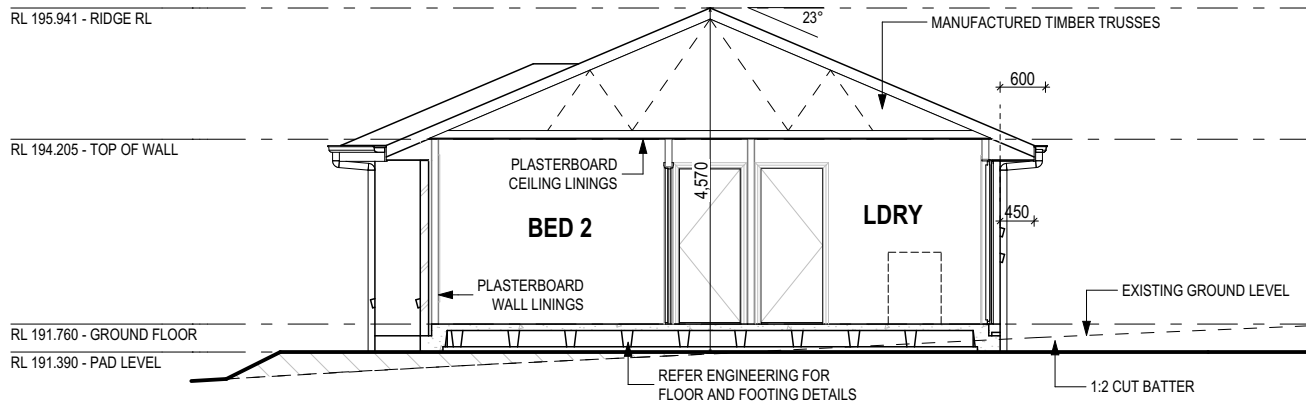 RL 195.941 - RIDGE RL
23°
MANUFACTURED TIMBER TRUSSES
600
RL 194.205 - TOP OF WALL
PLASTERBOARD
CEILING LININGS
4,570
BED 2
LDRY
450
PLASTERBOARD
WALL LININGS
EXISTING GROUND LEVEL
RL 191.760 - GROUND FLOOR
RL 191.390 - PAD LEVEL
REFER ENGINEERING FOR
FLOOR AND FOOTING DETAILS
1:2 CUT BATTER